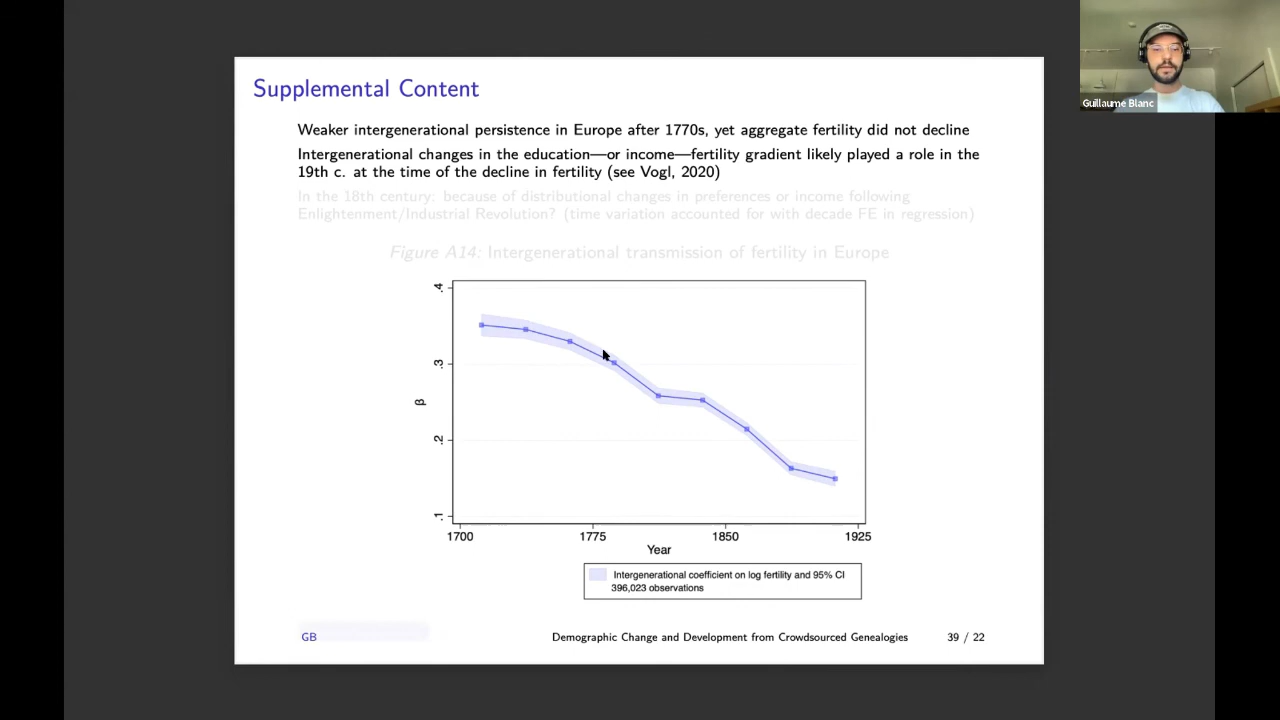 Supplemental Content
Weaker intergenerational persistence in Europe after 1770s, yet aggregate fertility did not decline
Intergenerational changes in the education—or income—fertility gradient likely played a role in the
19th c. at the time of the decline in fertility (see Vogl, 2020)
In the 18th century: because of distributional changes in preferences or income following
Enlightenment/Industrial Revolution? (time variation accounted for with decade FE in regression)
Figure A14: Intergenerational transmission of fertility in Europe
.4
.3
β
.2
.1
1700 1775 1850 1925
Year
Intergenerational coefficient on log fertility and 95% CI
396,023 observations
GB Demographic Change and Development from Crowdsourced Genealogies 39 / 22
Guillaume Blanc